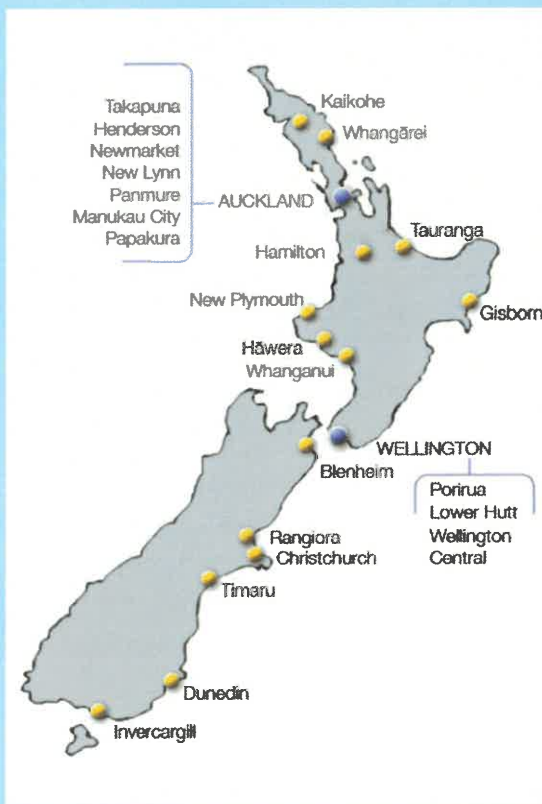 Kaikohe
Whangārei
Takapuna
Henderson
Newmarket
New Lynn
Panmure
Manukau City
Papakura
AUCKLAND
Tauranga
Hamilton
New Plymouth
Gisborn
Hāwera
Whanganui
WELLINGTON
Blenheim
Porirua
Lower Hutt
Wellington
Central
Rangiora
Christchurch
Timaru
Dunedin
Invercargill